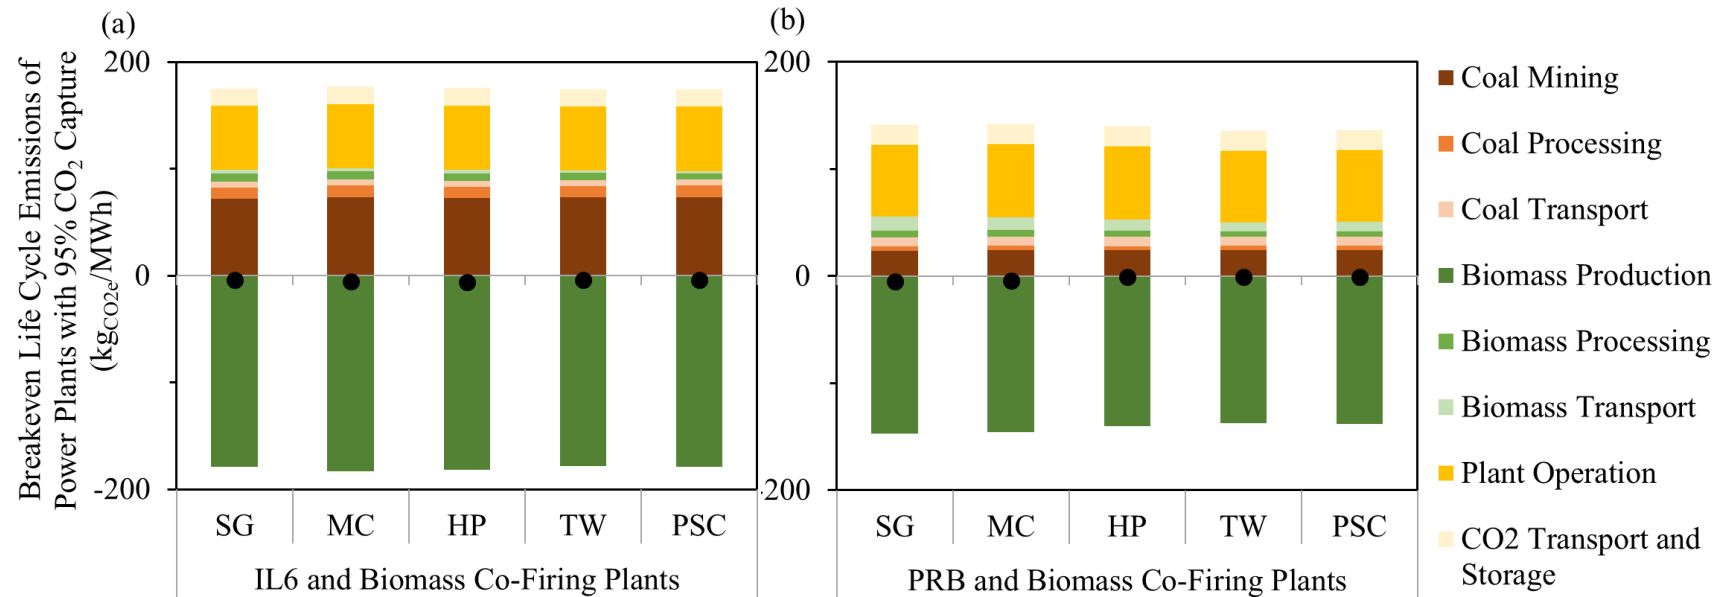 (a)
(b)
Breakeven Life Cycle Emissions of
Power Plants with 95% CO₂ Capture
(kgCO2e/MWh)
200
0
-200
SG MC HP TW PSC
IL6 and Biomass Co-Firing Plants
200
0
-200
SG MC HP TW PSC
PRB and Biomass Co-Firing Plants
Coal Mining
Coal Processing
Coal Transport
Biomass Production
Biomass Processing
Biomass Transport
Plant Operation
CO2 Transport and
Storage